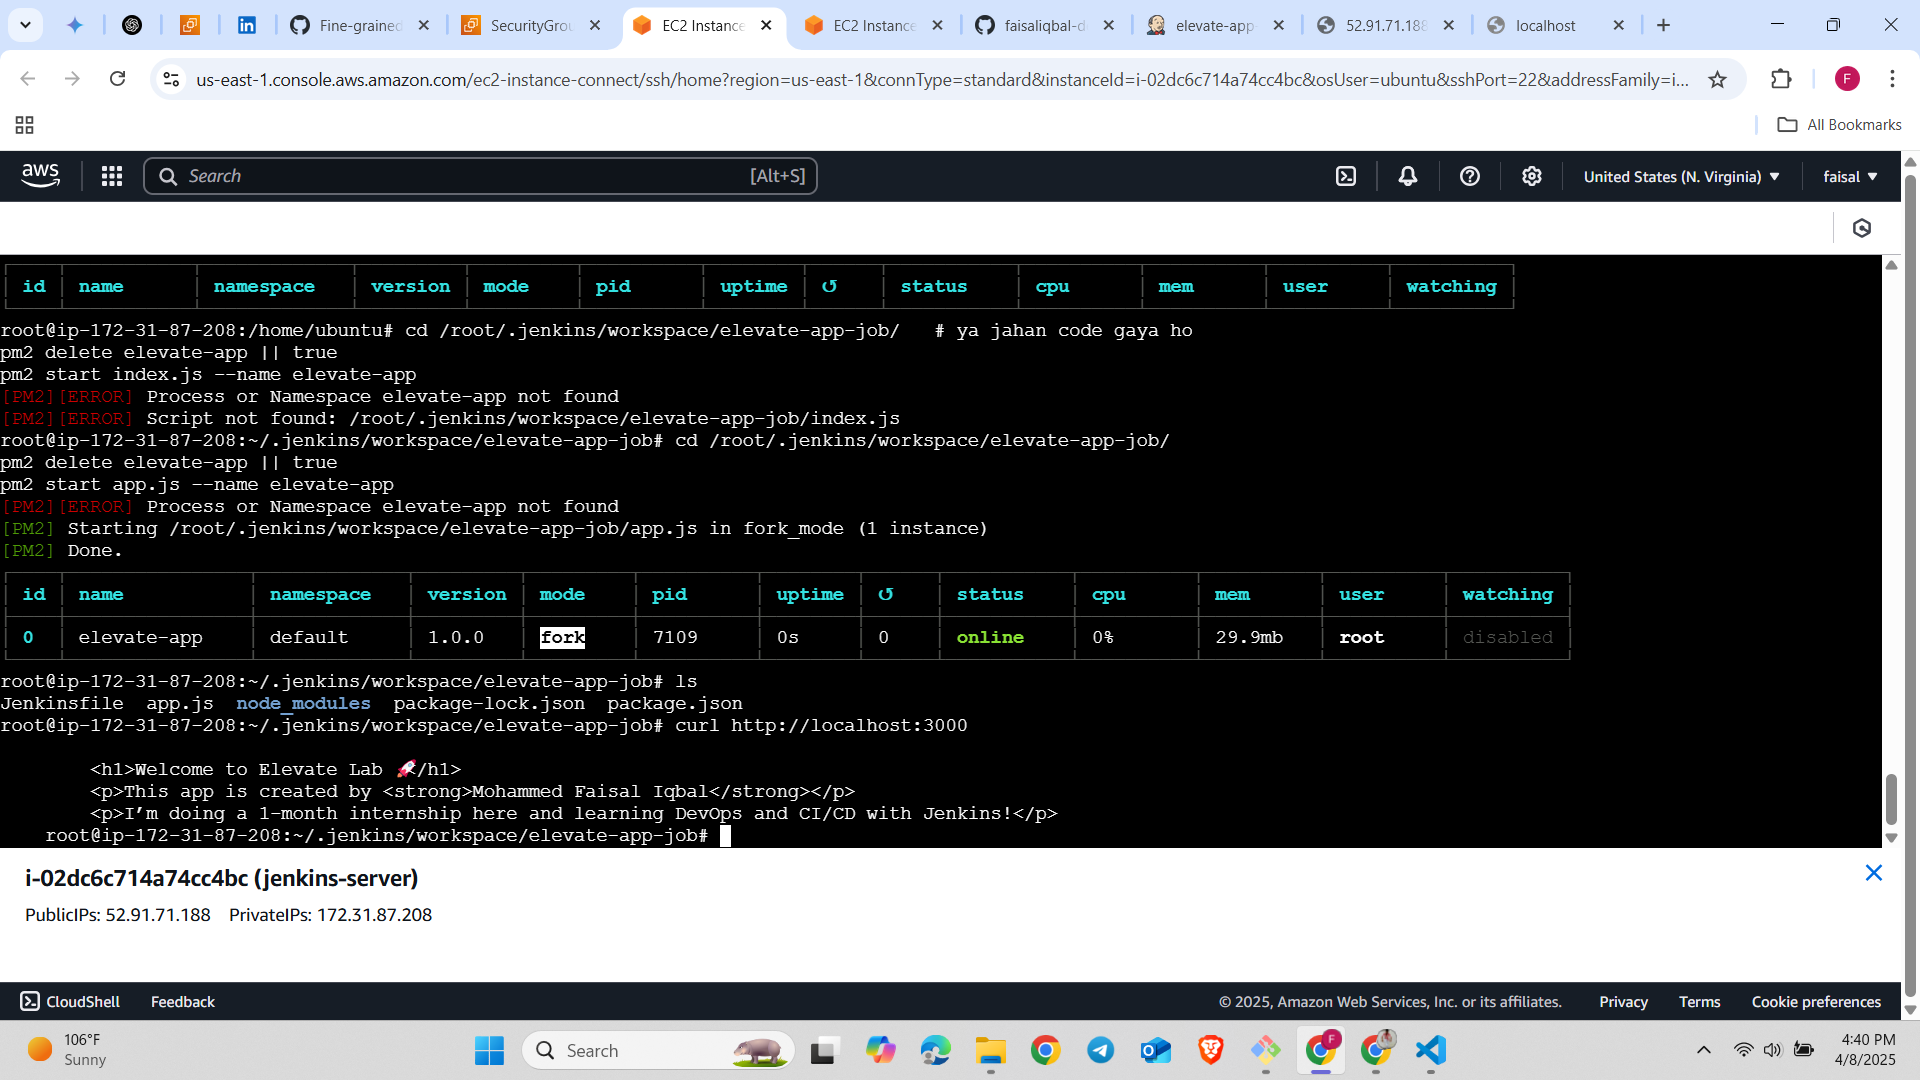 Fine-grained
SecurityGrou
EC2 Instance
EC2 Instance
faisaliqbal-d
elevate-app-
52.91.71.188
localhost
us-east-1.console.aws.amazon.com/ec2-instance-connect/ssh/home?region=us-east-1&connType=standard&instanceId=i-02dc6c714a74cc4bc&osUser=ubuntu&sshPort=22&addressFamily=i...
F
All Bookmarks
aws
Search
[Alt+S]
United States (N. Virginia)
faisal
id name namespace version mode pid uptime ↺ status cpu mem user watching
root@ip-172-31-87-208:/home/ubuntu# cd /root/.jenkins/workspace/elevate-app-job/   # ya jahan code gaya ho
pm2 delete elevate-app || true
pm2 start index.js --name elevate-app
[PM2][ERROR] Process or Namespace elevate-app not found
[PM2][ERROR] Script not found: /root/.jenkins/workspace/elevate-app-job/index.js
root@ip-172-31-87-208:~/.jenkins/workspace/elevate-app-job# cd /root/.jenkins/workspace/elevate-app-job/
pm2 delete elevate-app || true
pm2 start app.js --name elevate-app
[PM2][ERROR] Process or Namespace elevate-app not found
[PM2] Starting /root/.jenkins/workspace/elevate-app-job/app.js in fork_mode (1 instance)
[PM2] Done.
id name namespace version mode pid uptime ↺ status cpu mem user watching
0 elevate-app default 1.0.0 fork 7109 0s 0 online 0% 29.9mb root disabled
root@ip-172-31-87-208:~/.jenkins/workspace/elevate-app-job# ls
Jenkinsfile  app.js  node_modules  package-lock.json  package.json
root@ip-172-31-87-208:~/.jenkins/workspace/elevate-app-job# curl http://localhost:3000
<h1>Welcome to Elevate Lab 🚀</h1>
<p>This app is created by <strong>Mohammed Faisal Iqbal</strong></p>
<p>I’m doing a 1-month internship here and learning DevOps and CI/CD with Jenkins!</p>
root@ip-172-31-87-208:~/.jenkins/workspace/elevate-app-job#
i-02dc6c714a74cc4bc (jenkins-server)
PublicIPs: 52.91.71.188    PrivateIPs: 172.31.87.208
CloudShell
Feedback
© 2025, Amazon Web Services, Inc. or its affiliates.
Privacy
Terms
Cookie preferences
106°F
Sunny
Search
F
4:40 PM
4/8/2025